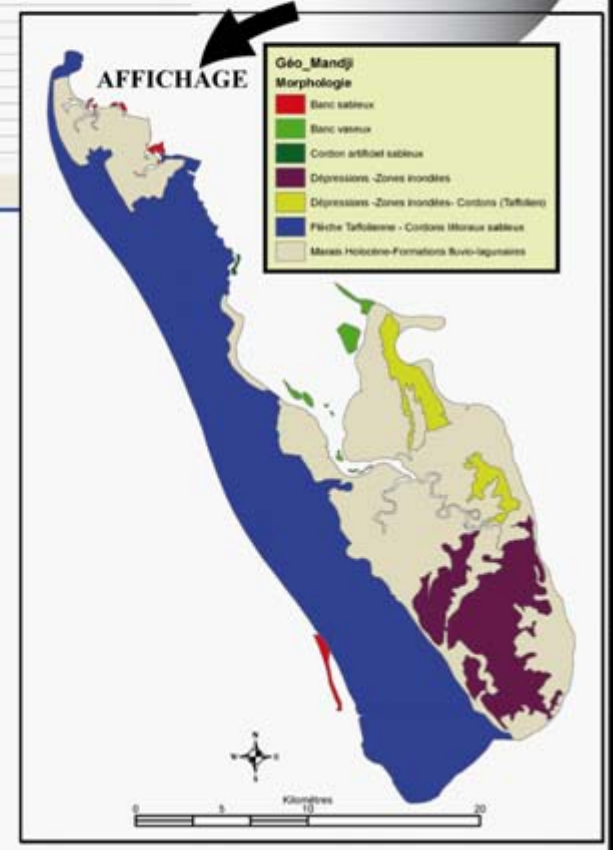 AFFICHAGE
Géo_Mandji
Morphologie
Banc sableux
Banc vaseux
Cordon artificiel sableux
Dépressions -Zones inondées
Dépressions -Zones inondées- Cordons (Taffolien)
Flèche Taffolienne - Cordons littoraux sableux
Marais Holocène-Formations fluvio-lagunaires
N
W E
S
Kilomètres
0 5 10 20